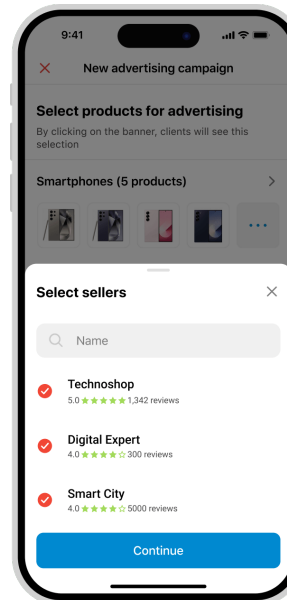 9:41
New advertising campaign
Select products for advertising
By clicking on the banner, clients will see this
selection
Smartphones (5 products)
Select sellers
Name
Technoshop
5.0 1,342 reviews
Digital Expert
4.0 300 reviews
Smart City
4.0 5000 reviews
Continue